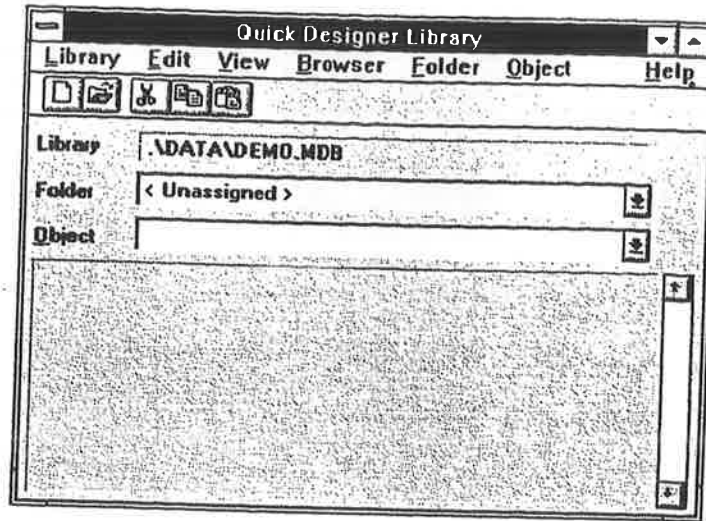 Quick Designer Library
Library Edit View Browser Folder Object Help
Library .\DATA\DEMO.MDB
Folder < Unassigned >
Object